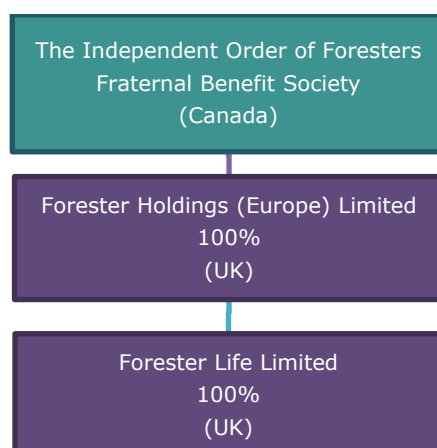 The Independent Order of Foresters
Fraternal Benefit Society
(Canada)
Forester Holdings (Europe) Limited
100%
(UK)
Forester Life Limited
100%
(UK)